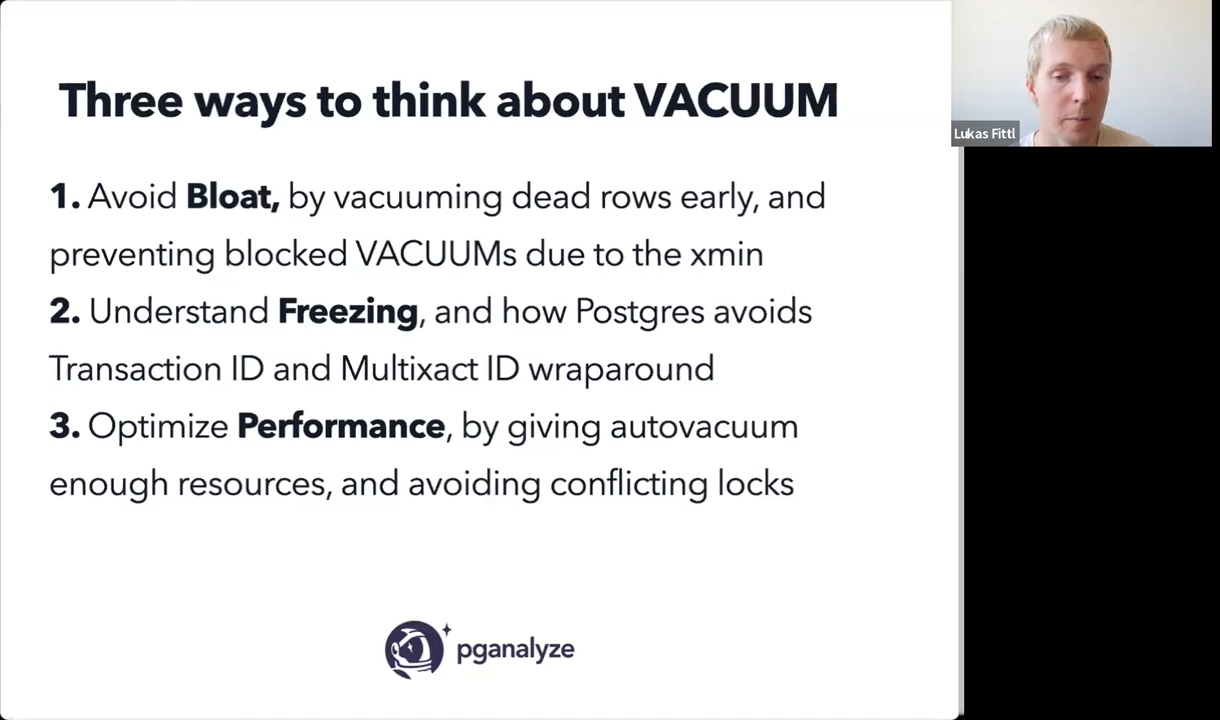 Three ways to think about VACUUM
1. Avoid Bloat, by vacuuming dead rows early, and
preventing blocked VACUUMs due to the xmin
2. Understand Freezing, and how Postgres avoids
Transaction ID and Multixact ID wraparound
3. Optimize Performance, by giving autovacuum
enough resources, and avoiding conflicting locks
pganalyze
Lukas Fittl